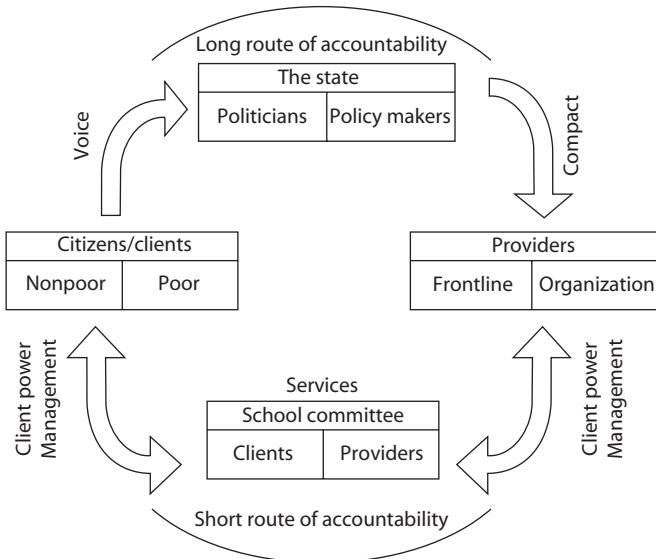 Long route of accountability
The state
Politicians
Policy makers
Voice
Compact
Citizens/clients
Nonpoor
Poor
Providers
Frontline
Organization
Client power
Management
Services
School committee
Clients
Providers
Client power
Management
Short route of accountability